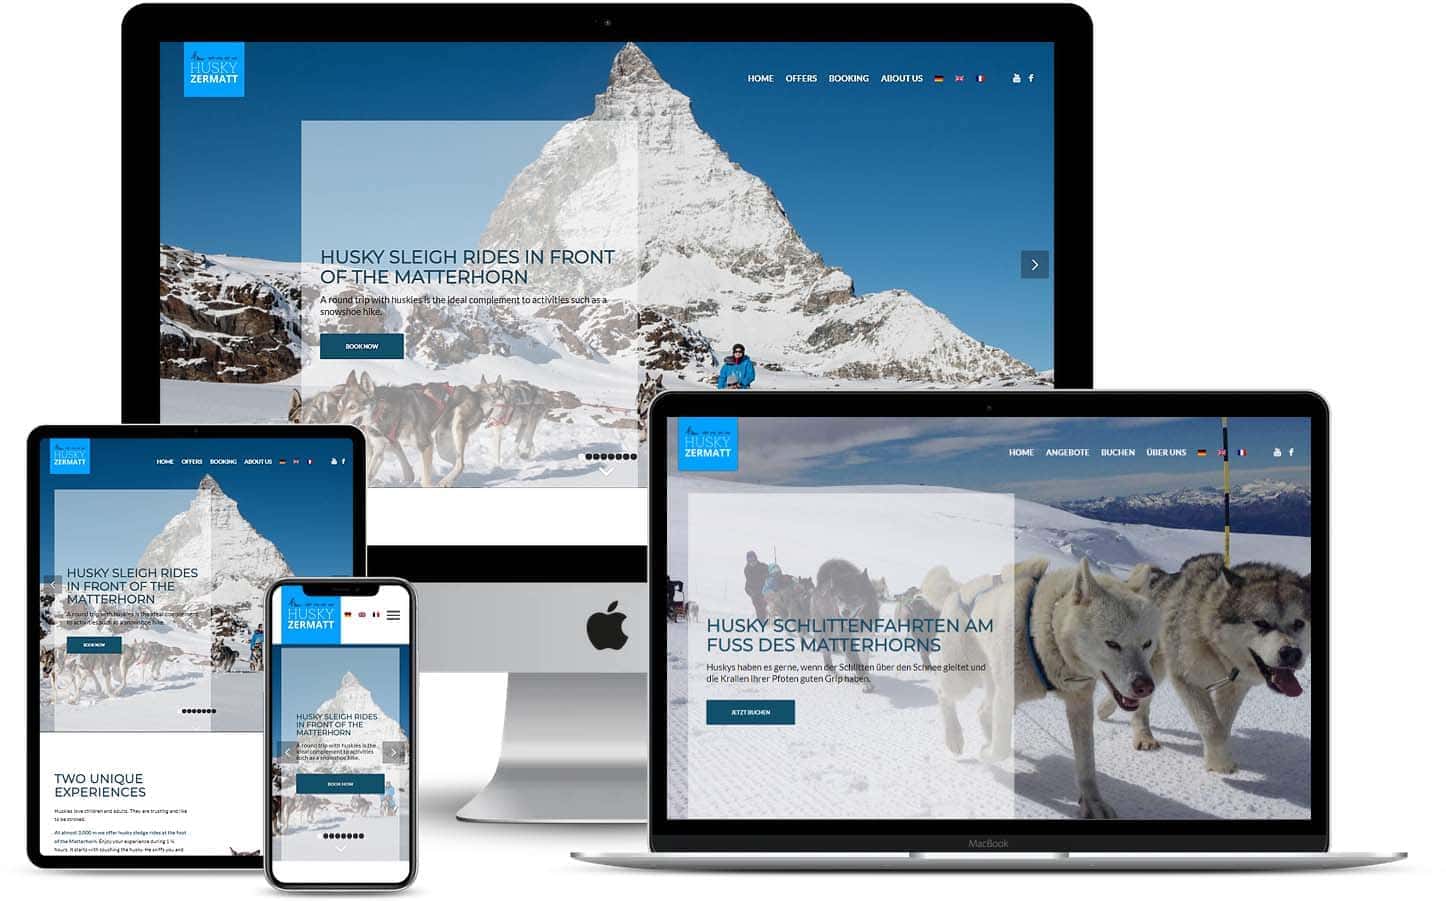 HUSKY
ZERMATT
HOME OFFERS BOOKING ABOUT US
HUSKY SLEIGH RIDES IN FRONT
OF THE MATTERHORN
A round trip with huskies is the ideal complement to activities such as a
snowshoe hike.
BOOK NOW
HUSKY
ZERMATT
HOME OFFERS BOOKING ABOUT US
HUSKY SLEIGH RIDES
IN FRONT OF THE
MATTERHORN
A round trip with huskies is the ideal complement
to activities such as a snowshoe hike.
BOOK NOW
TWO UNIQUE
EXPERIENCES
Huskies love children and adults. They are trusting and like
to be stroked.
At almost 3,000 m we offer husky sledge rides at the foot
of the Matterhorn. Enjoy your experience during 1 ¼
hours. It starts with touching the husky. He sniffs you and
HUSKY
ZERMATT
HUSKY SLEIGH RIDES
IN FRONT OF THE
MATTERHORN
A round trip with huskies is the
ideal complement to activities
such as a snowshoe hike.
BOOK NOW
HUSKY
ZERMATT
HOME ANGEBOTE BUCHEN ÜBER UNS
HUSKY SCHLITTENFAHRTEN AM
FUSS DES MATTERHORNS
Huskys haben es gerne, wenn der Schlitten über den Schnee gleitet und
die Krallen ihrer Pfoten guten Grip haben.
JETZT BUCHEN
MacBook